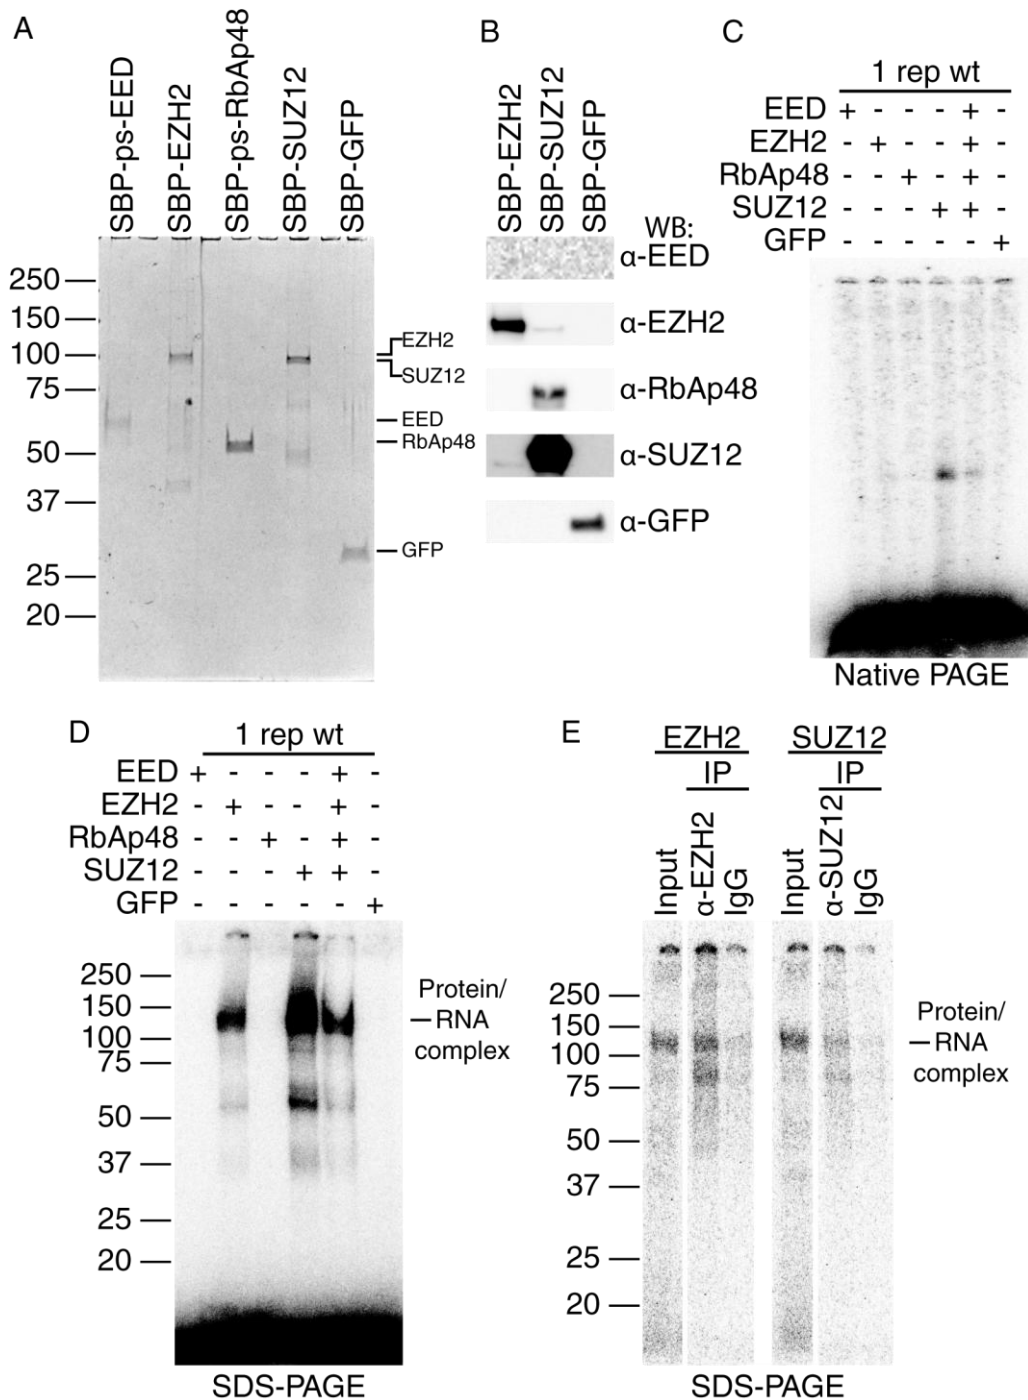 A
SBP-ps-EED
SBP-EZH2
SBP-ps-RbAp48
SBP-SUZ12
SBP-GFP
250
150
100
75
50
37
25
20
EZH2
SUZ12
EED
RbAp48
GFP
B
SBP-EZH2
SBP-SUZ12
SBP-GFP
WB:
α-EED
α-EZH2
α-RbAp48
α-SUZ12
α-GFP
C
1 rep wt
EED + - - - + -
EZH2 - + - - + -
RbAp48 - - + - + -
SUZ12 - - - + + -
GFP - - - - - +
Native PAGE
D
1 rep wt
EED + - - - + -
EZH2 - + - - + -
RbAp48 - - + - + -
SUZ12 - - - + + -
GFP - - - - - +
250
150
100
75
50
37
25
20
Protein/
RNA
complex
SDS-PAGE
E
EZH2 SUZ12
IP IP
Input
α-EZH2
IgG
Input
α-SUZ12
IgG
250
150
100
75
50
37
25
20
Protein/
RNA
complex
SDS-PAGE